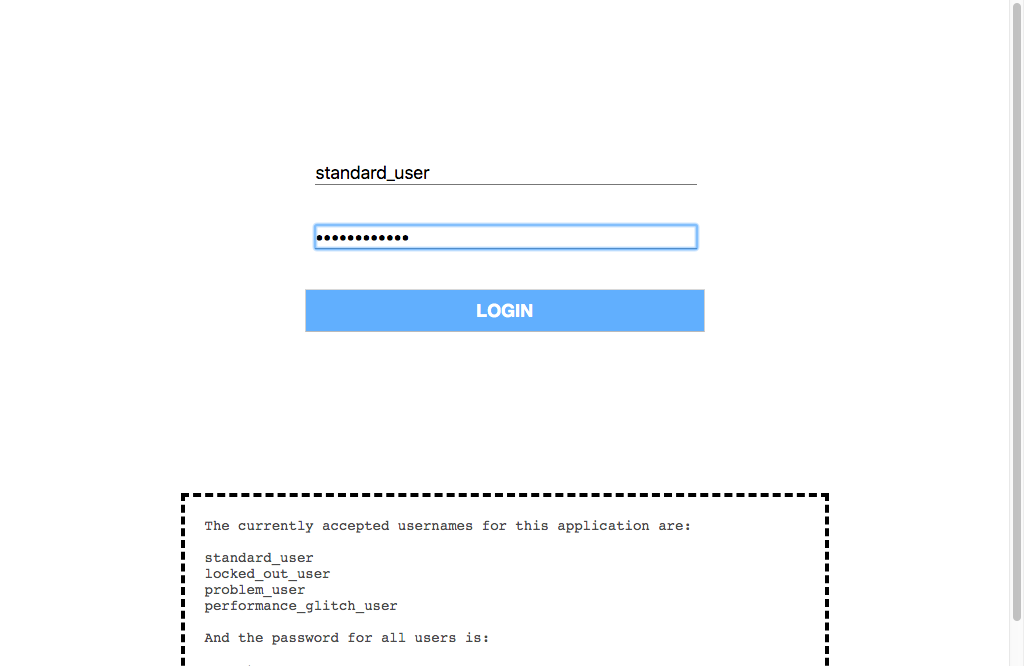 standard_user
••••••••••••
LOGIN
The currently accepted usernames for this application are:
standard_user
locked_out_user
problem_user
performance_glitch_user
And the password for all users is: